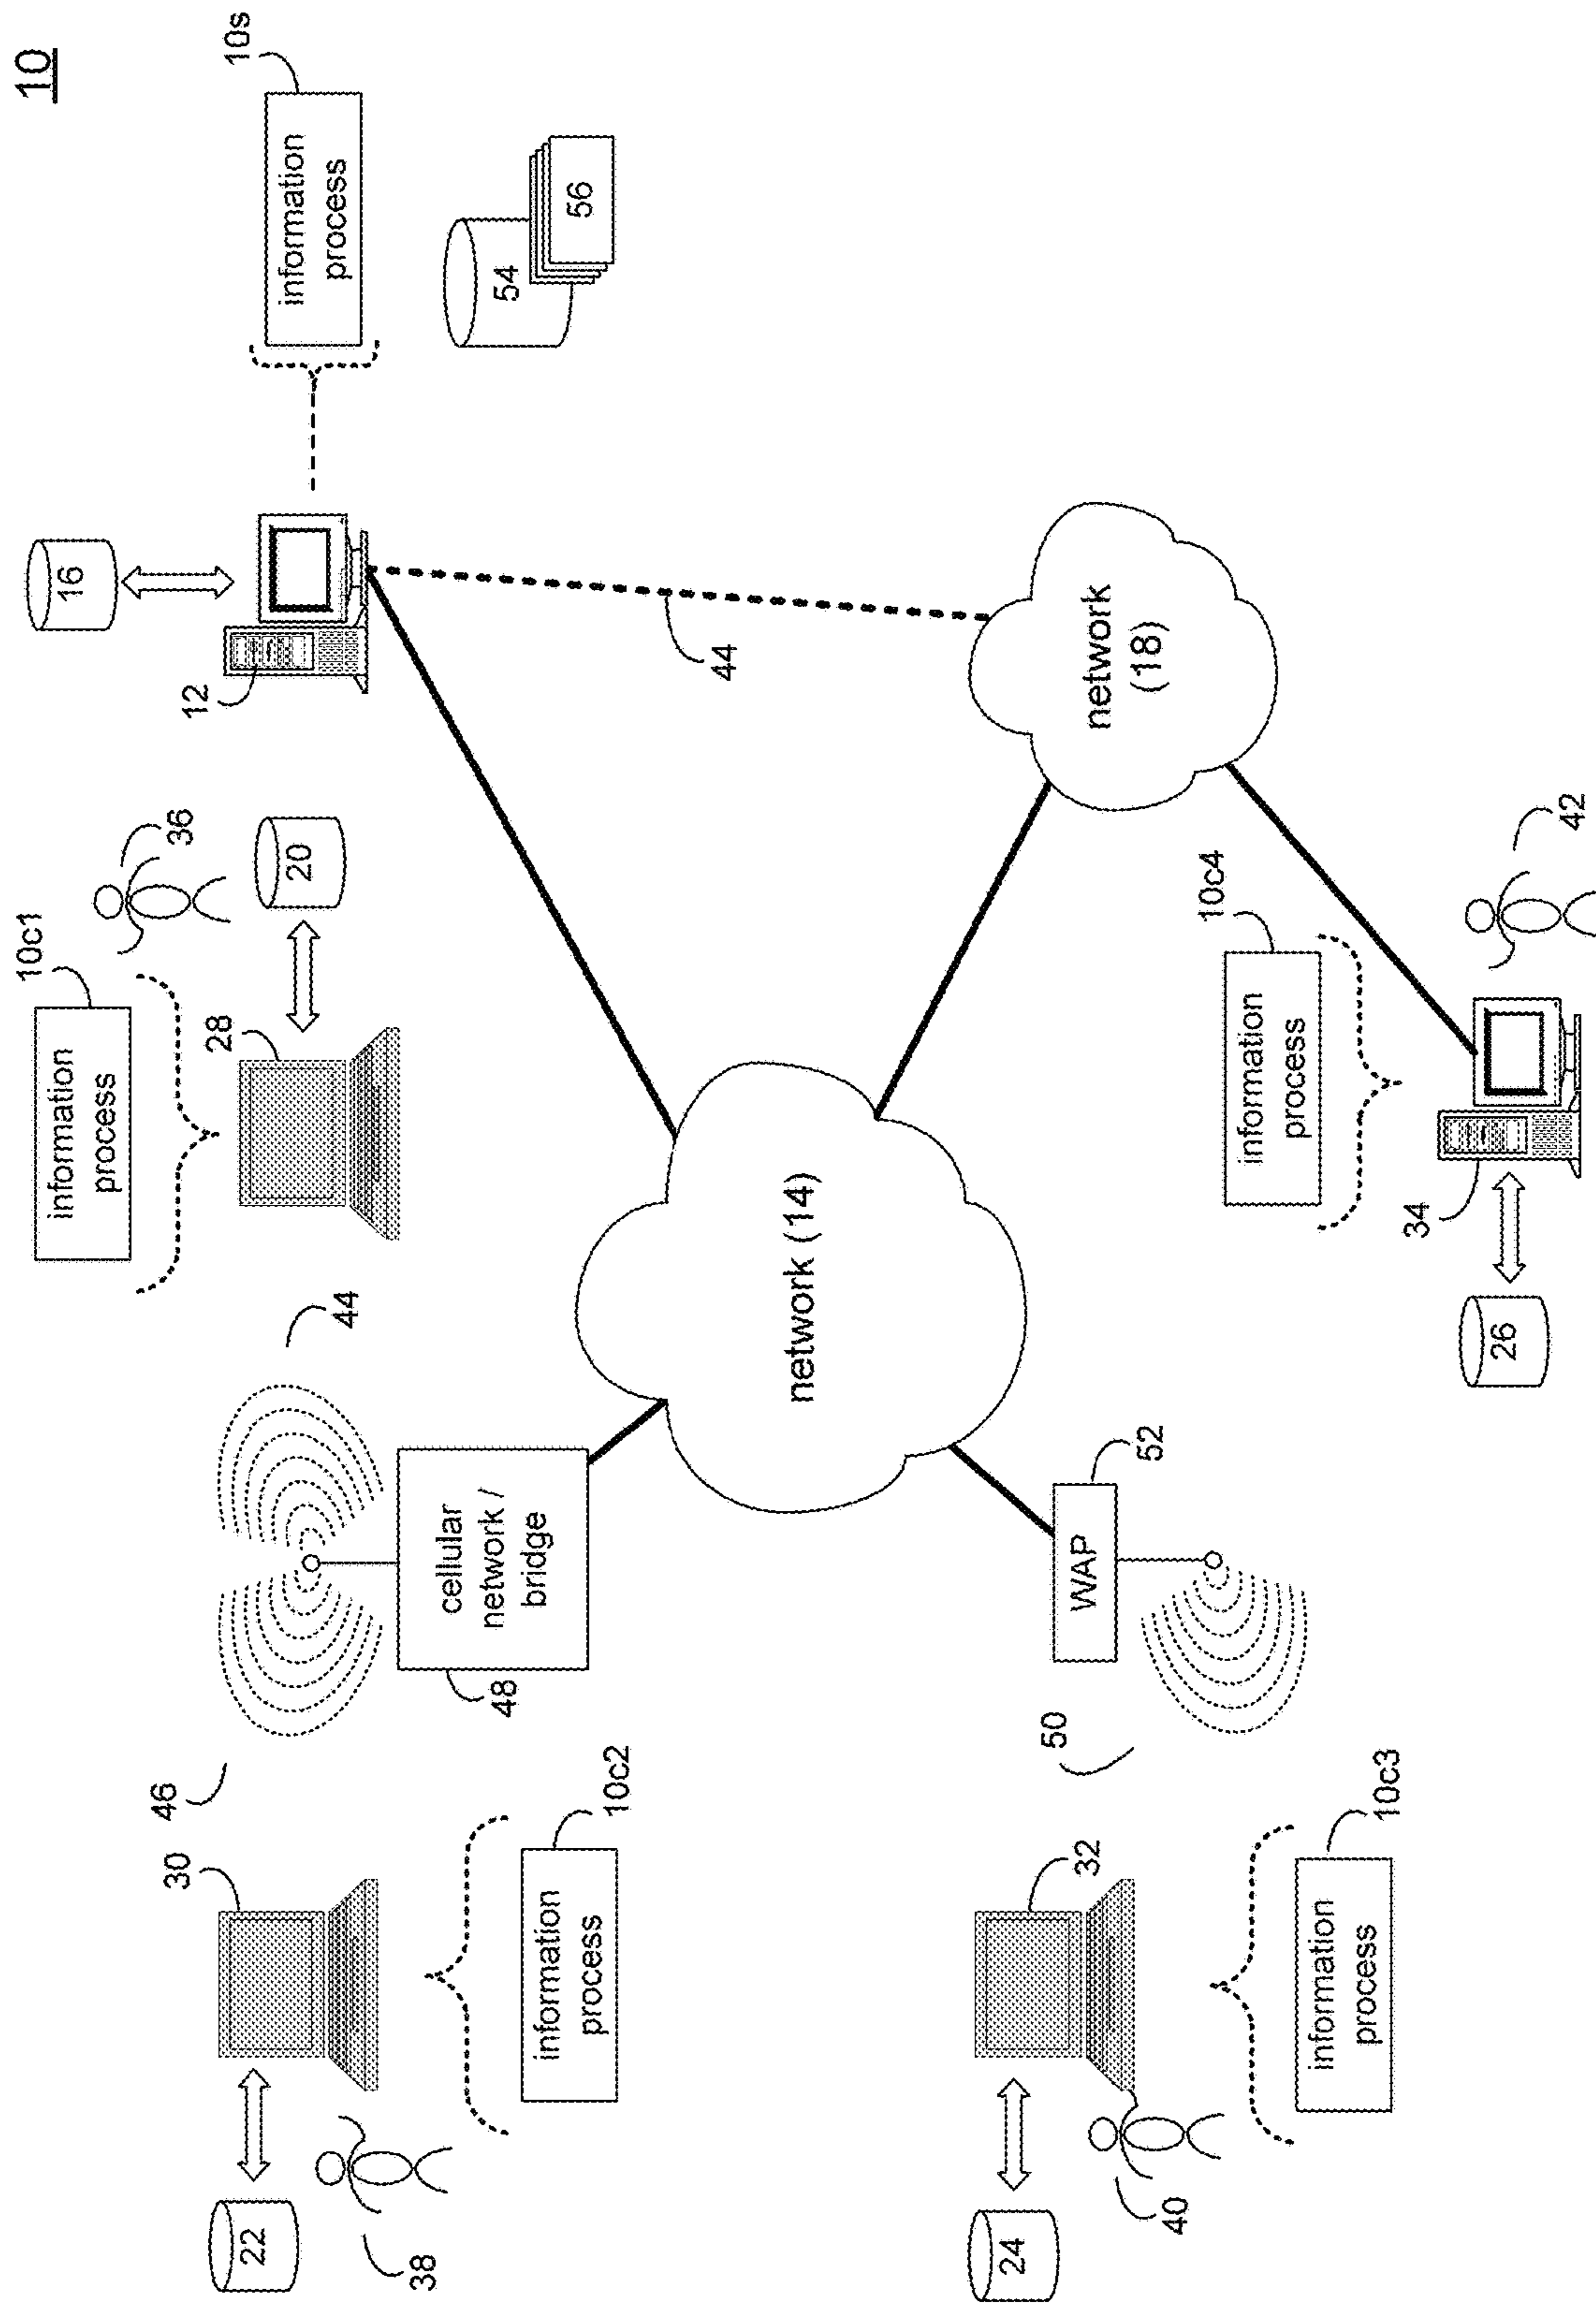 10
information
process
10s
16
12
54
56
44
36
20
10c1
information
process
28
network
(18)
42
10c4
information
process
34
26
44
network (14)
cellular
network /
bridge
48
46
WAP
52
50
30
22
38
10c2
information
process
32
24
40
10c3
information
process